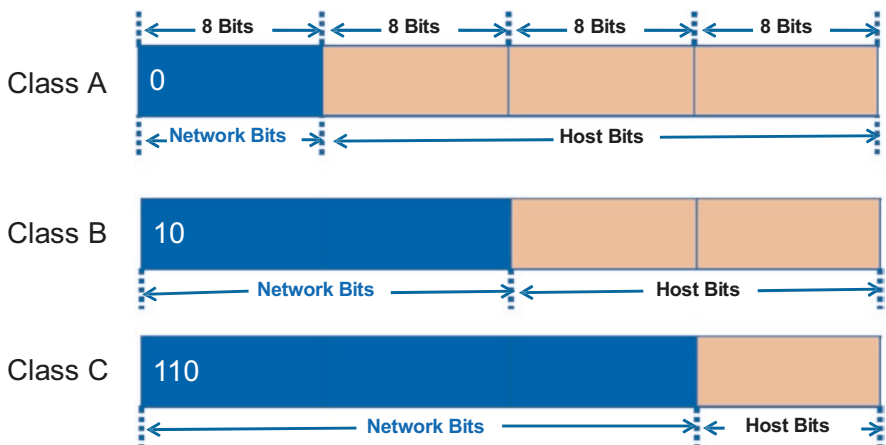 8 Bits 8 Bits 8 Bits 8 Bits
Class A 0
Network Bits Host Bits
Class B 10
Network Bits Host Bits
Class C 110
Network Bits Host Bits